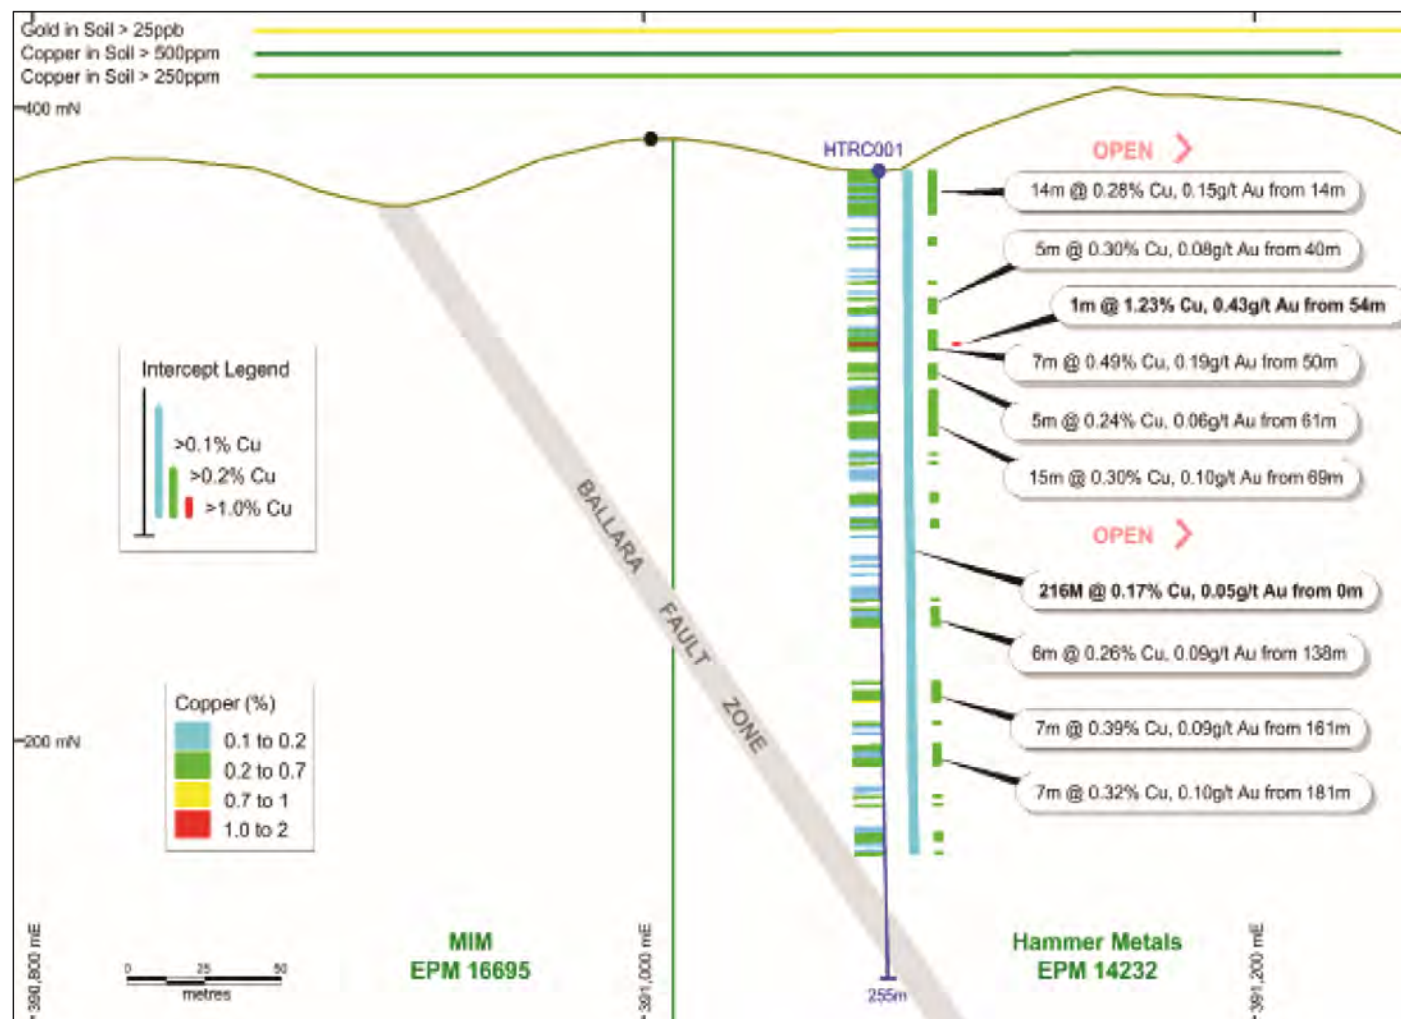 Gold in Soil > 25ppb
Copper in Soil > 500ppm
Copper in Soil > 250ppm
400 mN
HTRC001
OPEN
14m @ 0.28% Cu, 0.15g/t Au from 14m
5m @ 0.30% Cu, 0.08g/t Au from 40m
1m @ 1.23% Cu, 0.43g/t Au from 54m
7m @ 0.49% Cu, 0.19g/t Au from 50m
5m @ 0.24% Cu, 0.06g/t Au from 61m
15m @ 0.30% Cu, 0.10g/t Au from 69m
OPEN
216M @ 0.17% Cu, 0.05g/t Au from 0m
6m @ 0.26% Cu, 0.09g/t Au from 138m
7m @ 0.39% Cu, 0.09g/t Au from 161m
7m @ 0.32% Cu, 0.10g/t Au from 181m
Intercept Legend
>0.1% Cu
>0.2% Cu
>1.0% Cu
BALLARA FAULT ZONE
Copper (%)
0.1 to 0.2
0.2 to 0.7
0.7 to 1
1.0 to 2
200 mN
390,800 mE
0 25 50
metres
MIM
EPM 16695
391,000 mE
255m
Hammer Metals
EPM 14232
391,200 mE